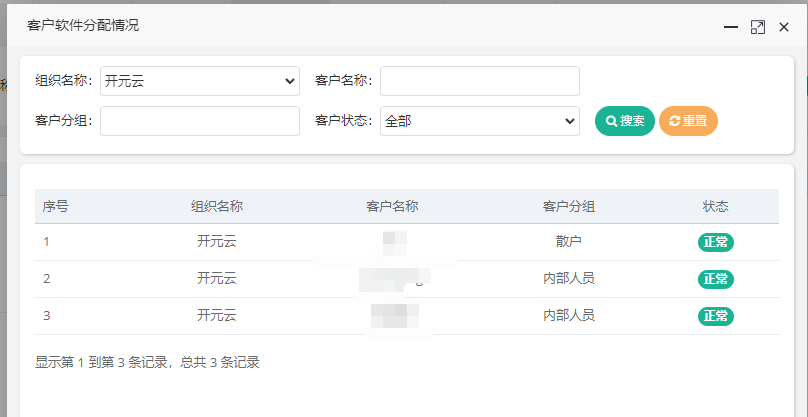 客户软件分配情况
组织名称： 开元云 客户名称：
客户分组： 客户状态： 全部 搜索 重置
序号 组织名称 客户名称 客户分组 状态
1 开元云 散户 正常
2 开元云 内部人员 正常
3 开元云 内部人员 正常
显示第 1 到第 3 条记录，总共 3 条记录